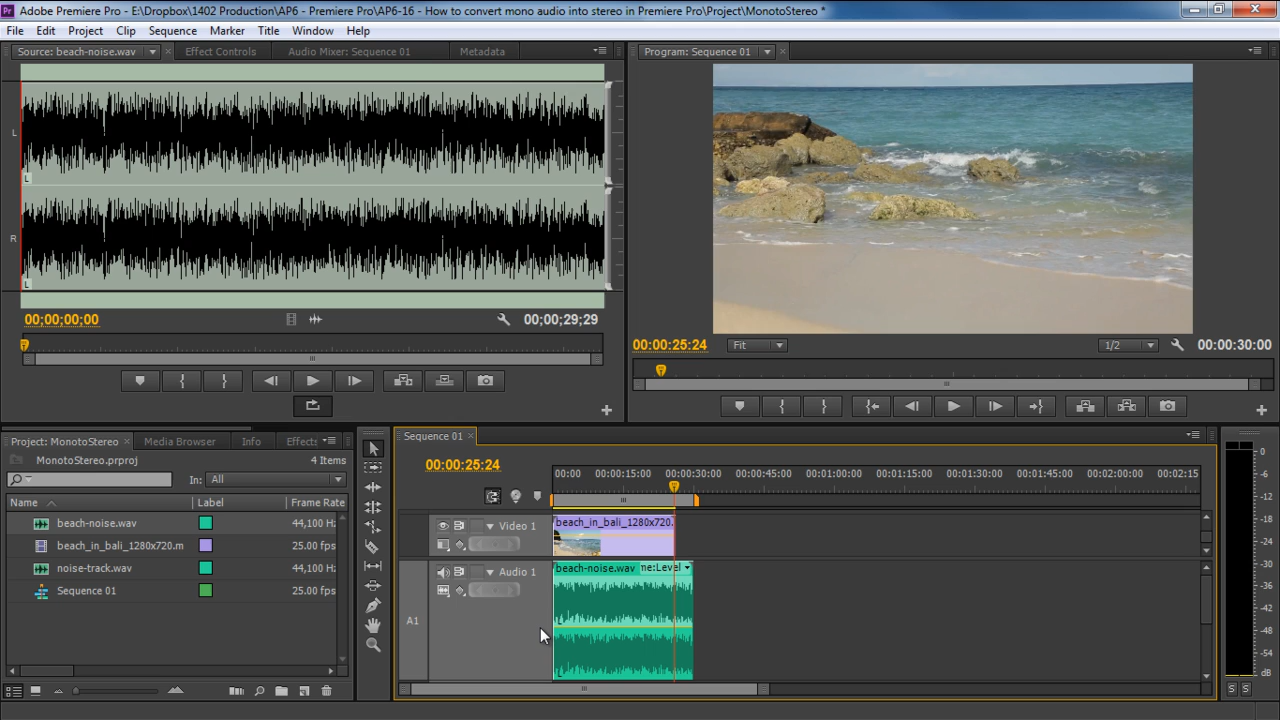 Pr Adobe Premiere Pro - E:\Dropbox\1402 Production\AP6 - Premiere Pro\AP6-16 - How to convert mono audio into stereo in Premiere Pro\Project\MonotoStereo *
File Edit Project Clip Sequence Marker Title Window Help
Source: beach-noise.wav Effect Controls Audio Mixer: Sequence 01 Metadata
Program: Sequence 01
L
L
R
L
00;00;00;00 00;00;29;29
00:00:25:24 Fit 1/2 00:00:30:00
Project: MonotoStereo Media Browser Info Effects
MonotoStereo.prproj 4 Items
In: All
Name Label Frame Rate
beach-noise.wav 44,100 H
beach_in_bali_1280x720.m 25.00 fps
noise-track.wav 44,100 H
Sequence 01 25.00 fps
Sequence 01
00:00:25:24
00:00 00:00:15:00 00:00:30:00 00:00:45:00 00:01:00:00 00:01:15:00 00:01:30:00 00:01:45:00 00:02:00:00 00:02:15
Video 1 beach_in_bali_1280x720.
Audio 1 beach-noise.wav me:Level
A1
L
L
0
-6
-12
-18
-24
-30
-36
-42
-48
-54
dB
S S